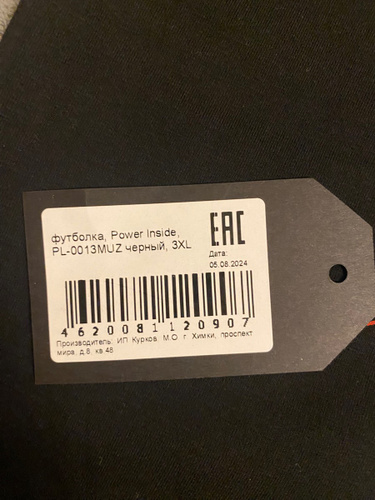 футболка, Power Inside,
PL-0013MUZ черный, 3XL
EAC
Дата:
05.08.2024
4620081120907
Производитель: ИП Курков. М.О. г. Химки, проспект
мира, д.8, кв 46